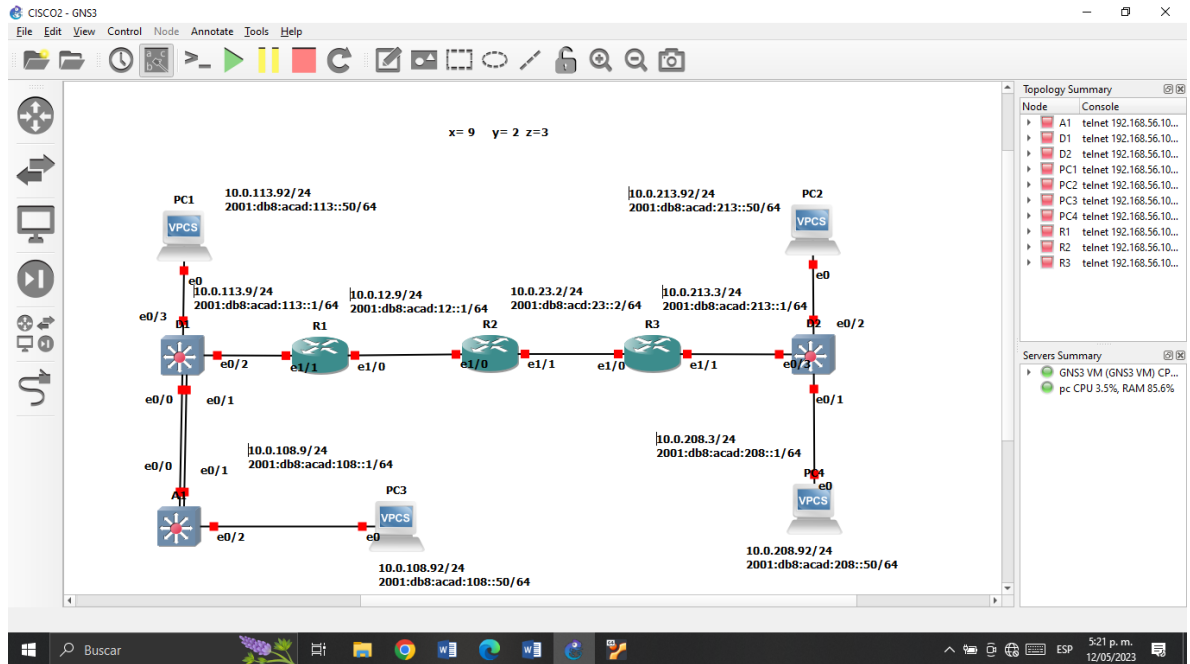 CISCO2 - GNS3
File Edit View Control Node Annotate Tools Help
x= 9 y= 2 z=3
PC1
10.0.113.92/24
2001:db8:acad:113::50/64
VPCS
e0
10.0.213.92/24
2001:db8:acad:213::50/64
PC2
VPCS
e0
10.0.113.9/24
2001:db8:acad:113::1/64
10.0.12.9/24
2001:db8:acad:12::1/64
10.0.23.2/24
2001:db8:acd:23::2/64
10.0.213.3/24
2001:db8:acad:213::1/64
e0/3
D1
R1
R2
R3
D2
e0/2
e0/2
e1/1
e1/0
e1/0
e1/1
e1/0
e1/1
e0/3
e0/0
e0/1
e0/1
10.0.108.9/24
2001:db8:acad:108::1/64
10.0.208.3/24
2001:db8:acad:208::1/64
e0/0
e0/1
A1
e0/2
PC3
VPCS
e0
10.0.108.92/24
2001:db8:acad:108::50/64
PC4
e0
VPCS
10.0.208.92/24
2001:db8:acad:208::50/64
Topology Summary
Node Console
A1 telnet 192.168.56.10...
D1 telnet 192.168.56.10...
D2 telnet 192.168.56.10...
PC1 telnet 192.168.56.10...
PC2 telnet 192.168.56.10...
PC3 telnet 192.168.56.10...
PC4 telnet 192.168.56.10...
R1 telnet 192.168.56.10...
R2 telnet 192.168.56.10...
R3 telnet 192.168.56.10...
Servers Summary
GNS3 VM (GNS3 VM) CP...
pc CPU 3.5%, RAM 85.6%
Buscar
ESP
5:21 p. m.
12/05/2023